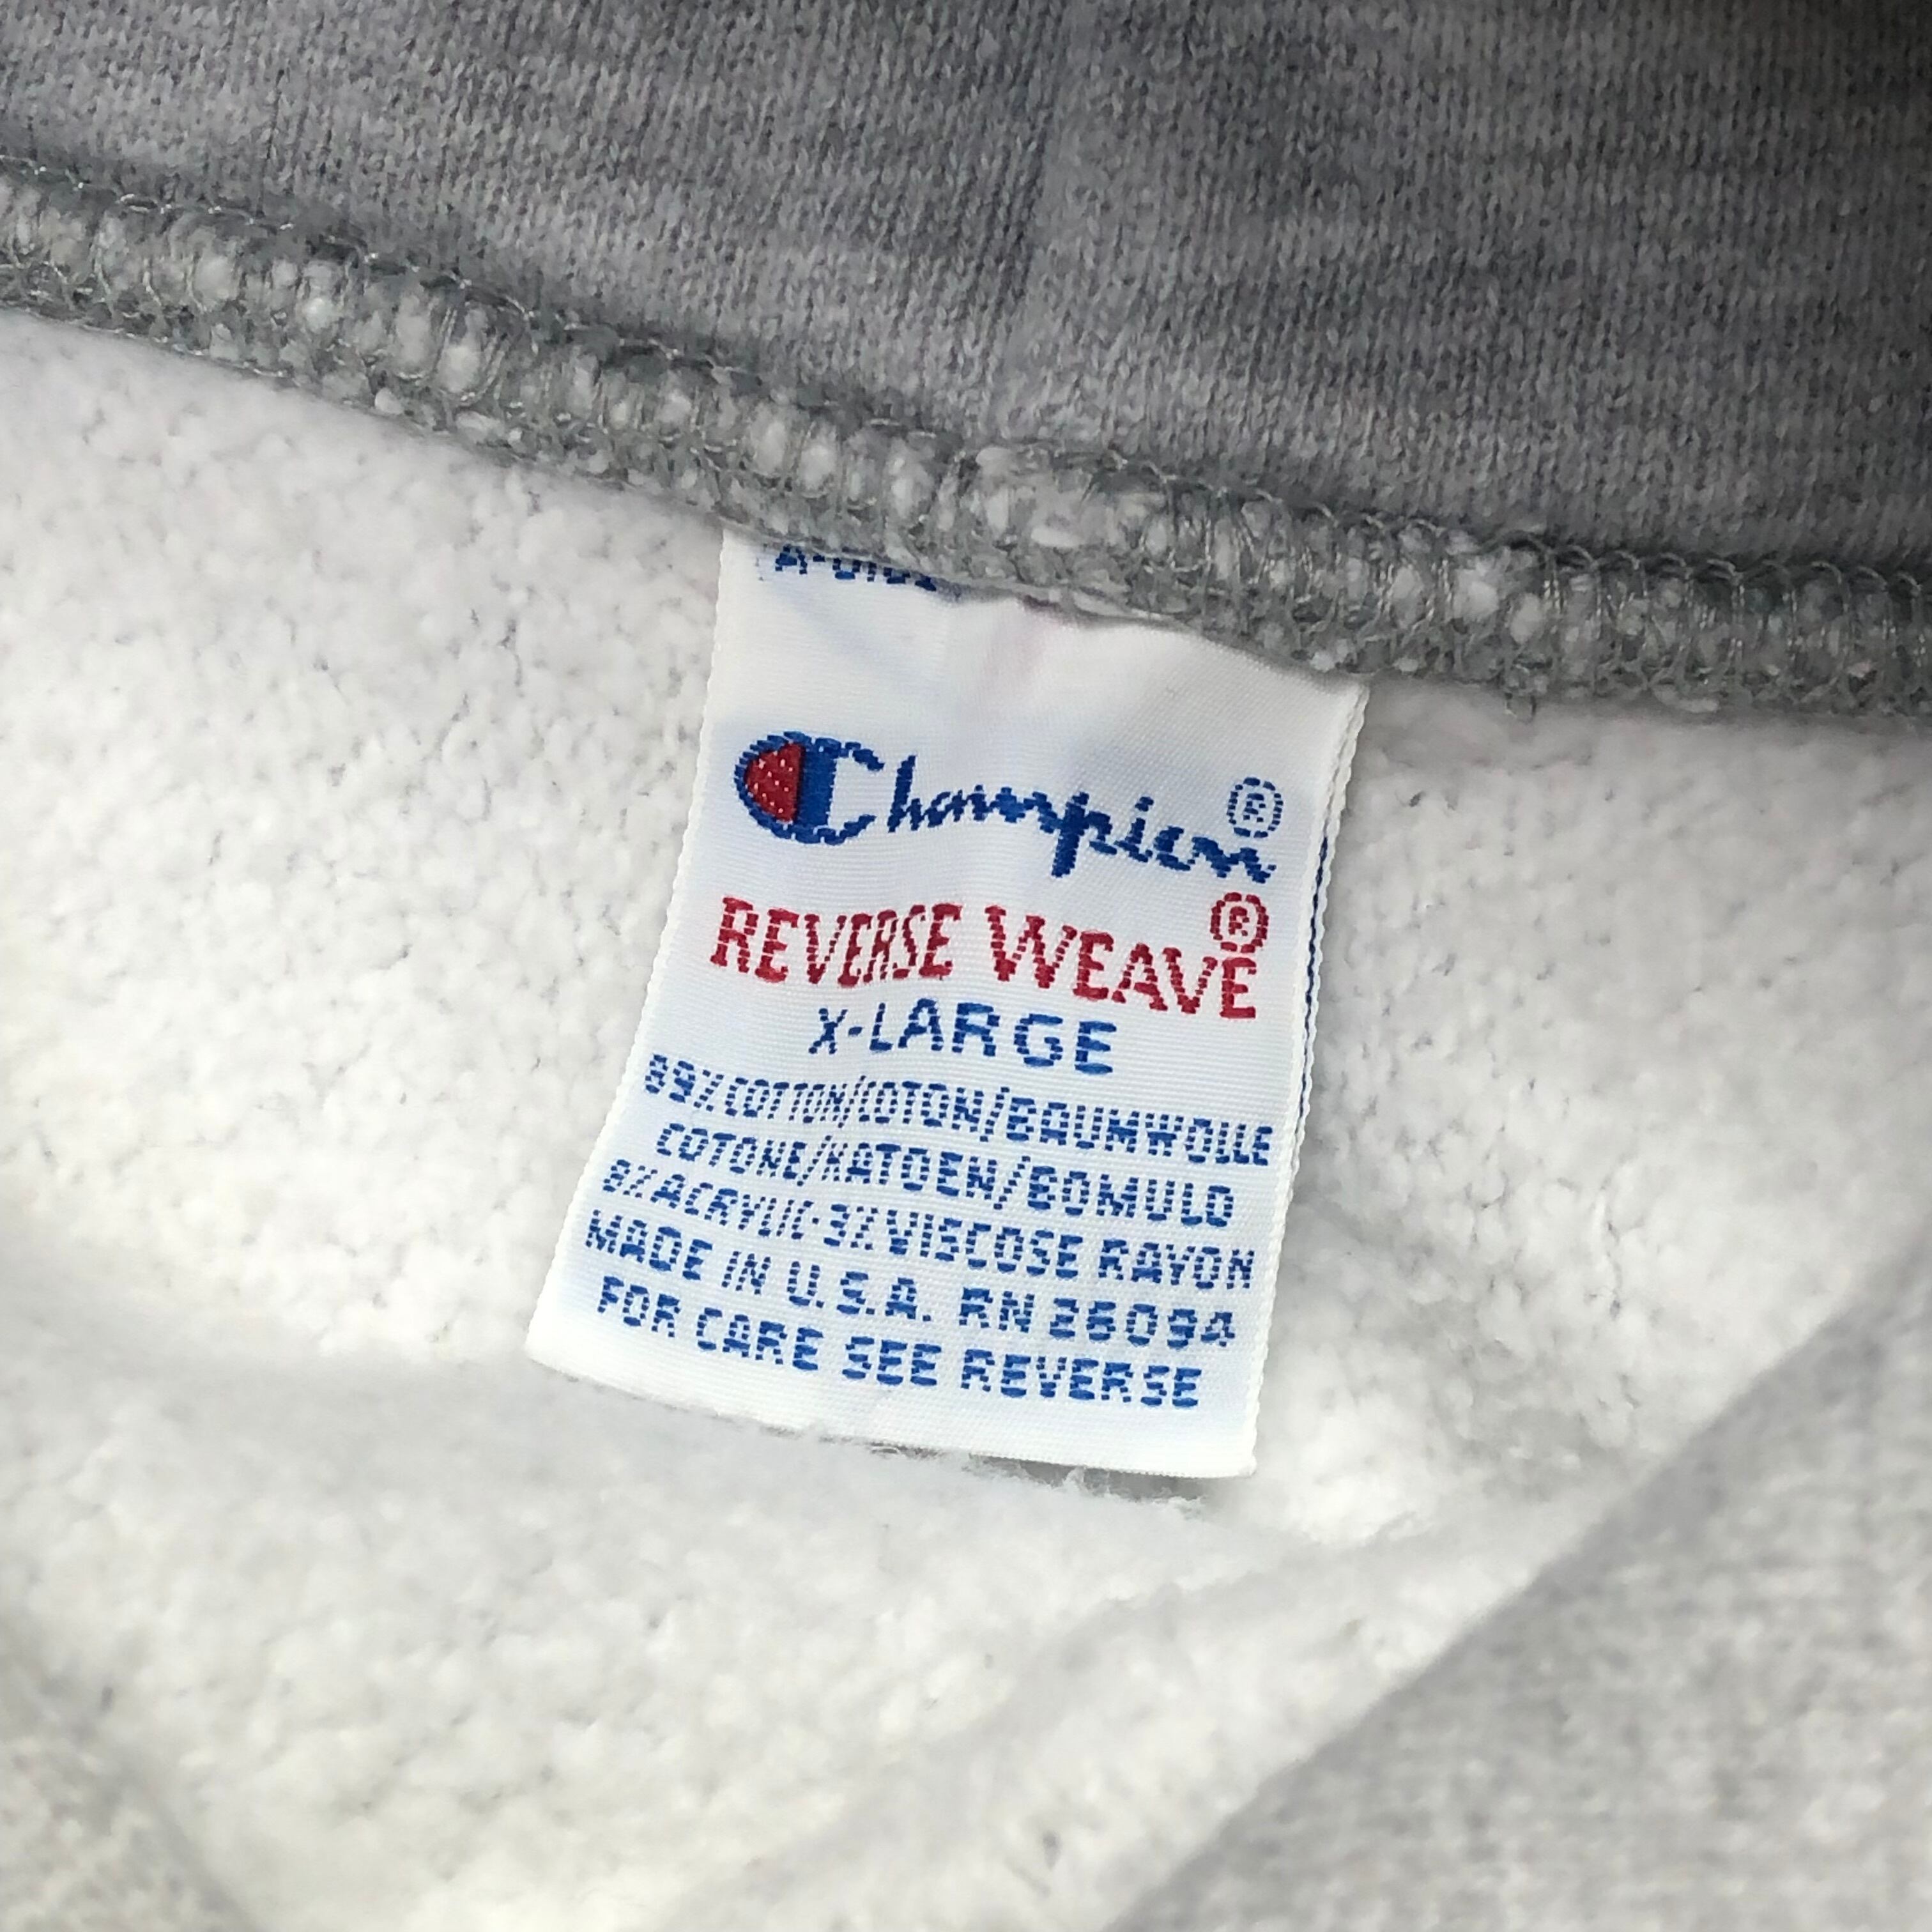 Champion®
REVERSE WEAVE®
X-LARGE
89% COTTON/COTON/BAUMWOLLE
COTONE/KATOEN/BOMULD
8% ACRYLIC·3% VISCOSE RAYON
MADE IN U.S.A. RN 26094
FOR CARE SEE REVERSE